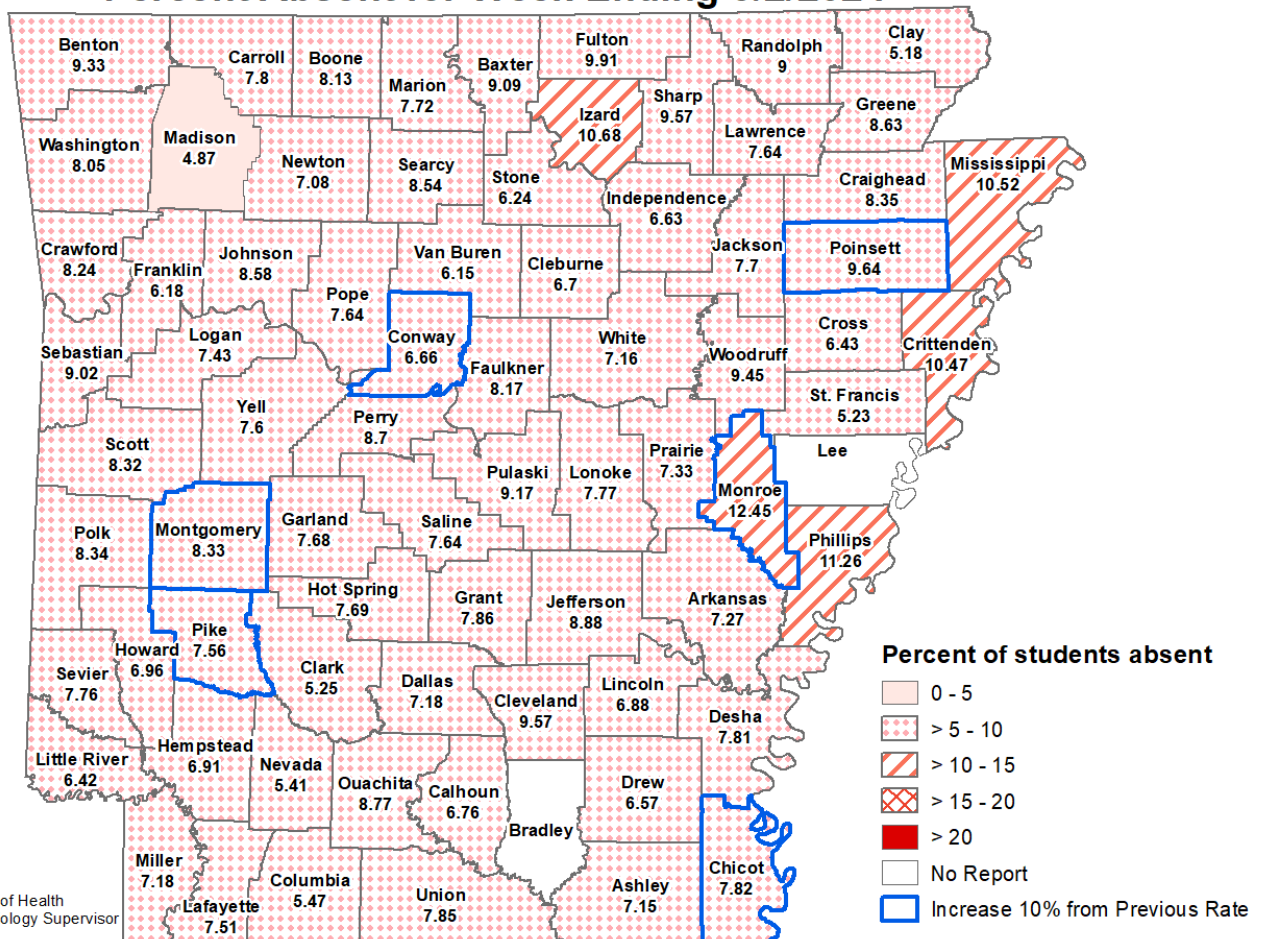 Benton
9.33
Carroll
7.8
Boone
8.13
Marion
7.72
Baxter
9.09
Fulton
9.91
Randolph
9
Clay
5.18
Washington
8.05
Madison
4.87
Newton
7.08
Searcy
8.54
Stone
6.24
Izard
10.68
Sharp
9.57
Lawrence
7.64
Greene
8.63
Mississippi
10.52
Craighead
8.35
Independence
6.63
Crawford
8.24
Franklin
6.18
Johnson
8.58
Pope
7.64
Van Buren
6.15
Cleburne
6.7
Jackson
7.7
Poinsett
9.64
Sebastian
9.02
Logan
7.43
Conway
6.66
Faulkner
8.17
White
7.16
Woodruff
9.45
Cross
6.43
Crittenden
10.47
St. Francis
5.23
Yell
7.6
Perry
8.7
Scott
8.32
Pulaski
9.17
Lonoke
7.77
Prairie
7.33
Lee
Monroe
12.45
Phillips
11.26
Polk
8.34
Montgomery
8.33
Garland
7.68
Saline
7.64
Hot Spring
7.69
Grant
7.86
Jefferson
8.88
Arkansas
7.27
Howard
6.96
Pike
7.56
Clark
5.25
Sevier
7.76
Dallas
7.18
Cleveland
9.57
Lincoln
6.88
Desha
7.81
Little River
6.42
Hempstead
6.91
Nevada
5.41
Ouachita
8.77
Calhoun
6.76
Bradley
Drew
6.57
Miller
7.18
Lafayette
7.51
Columbia
5.47
Union
7.85
Ashley
7.15
Chicot
7.82
Percent of students absent
0 - 5
> 5 - 10
> 10 - 15
> 15 - 20
> 20
No Report
Increase 10% from Previous Rate
of Health
ology Supervisor